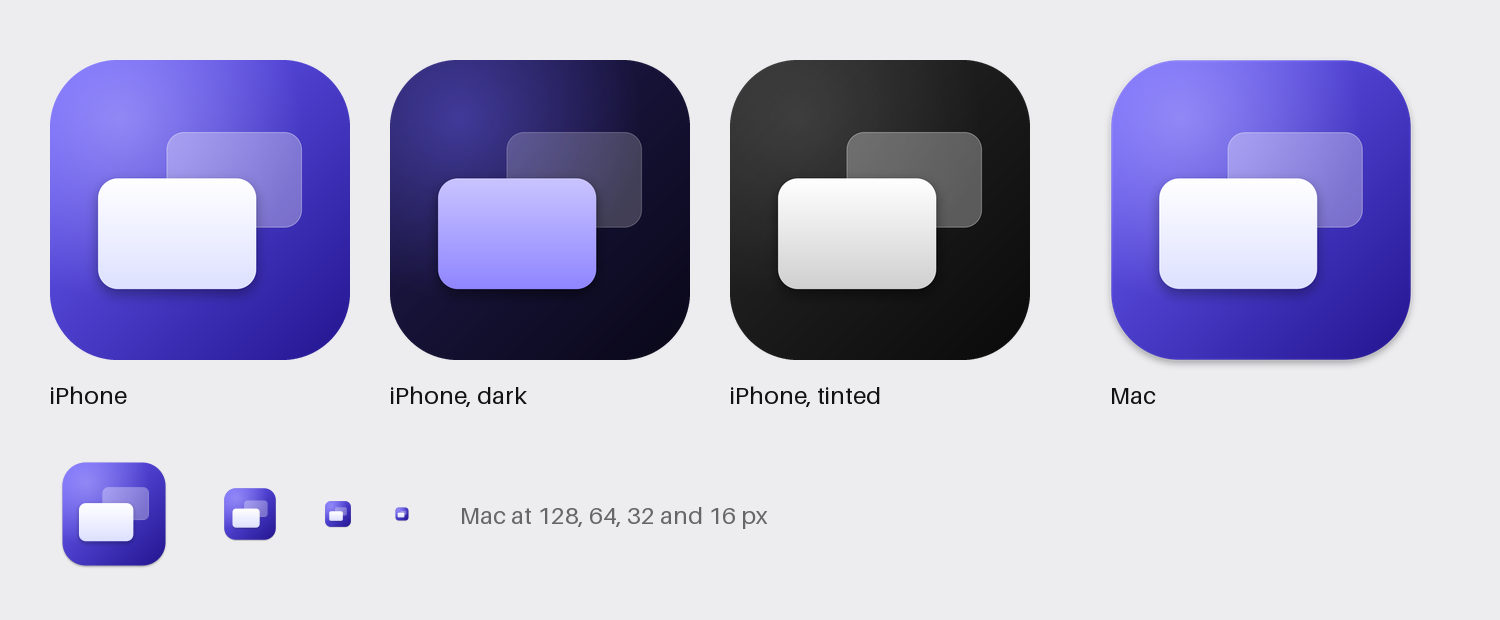 iPhone
iPhone, dark
iPhone, tinted
Mac
Mac at 128, 64, 32 and 16 px